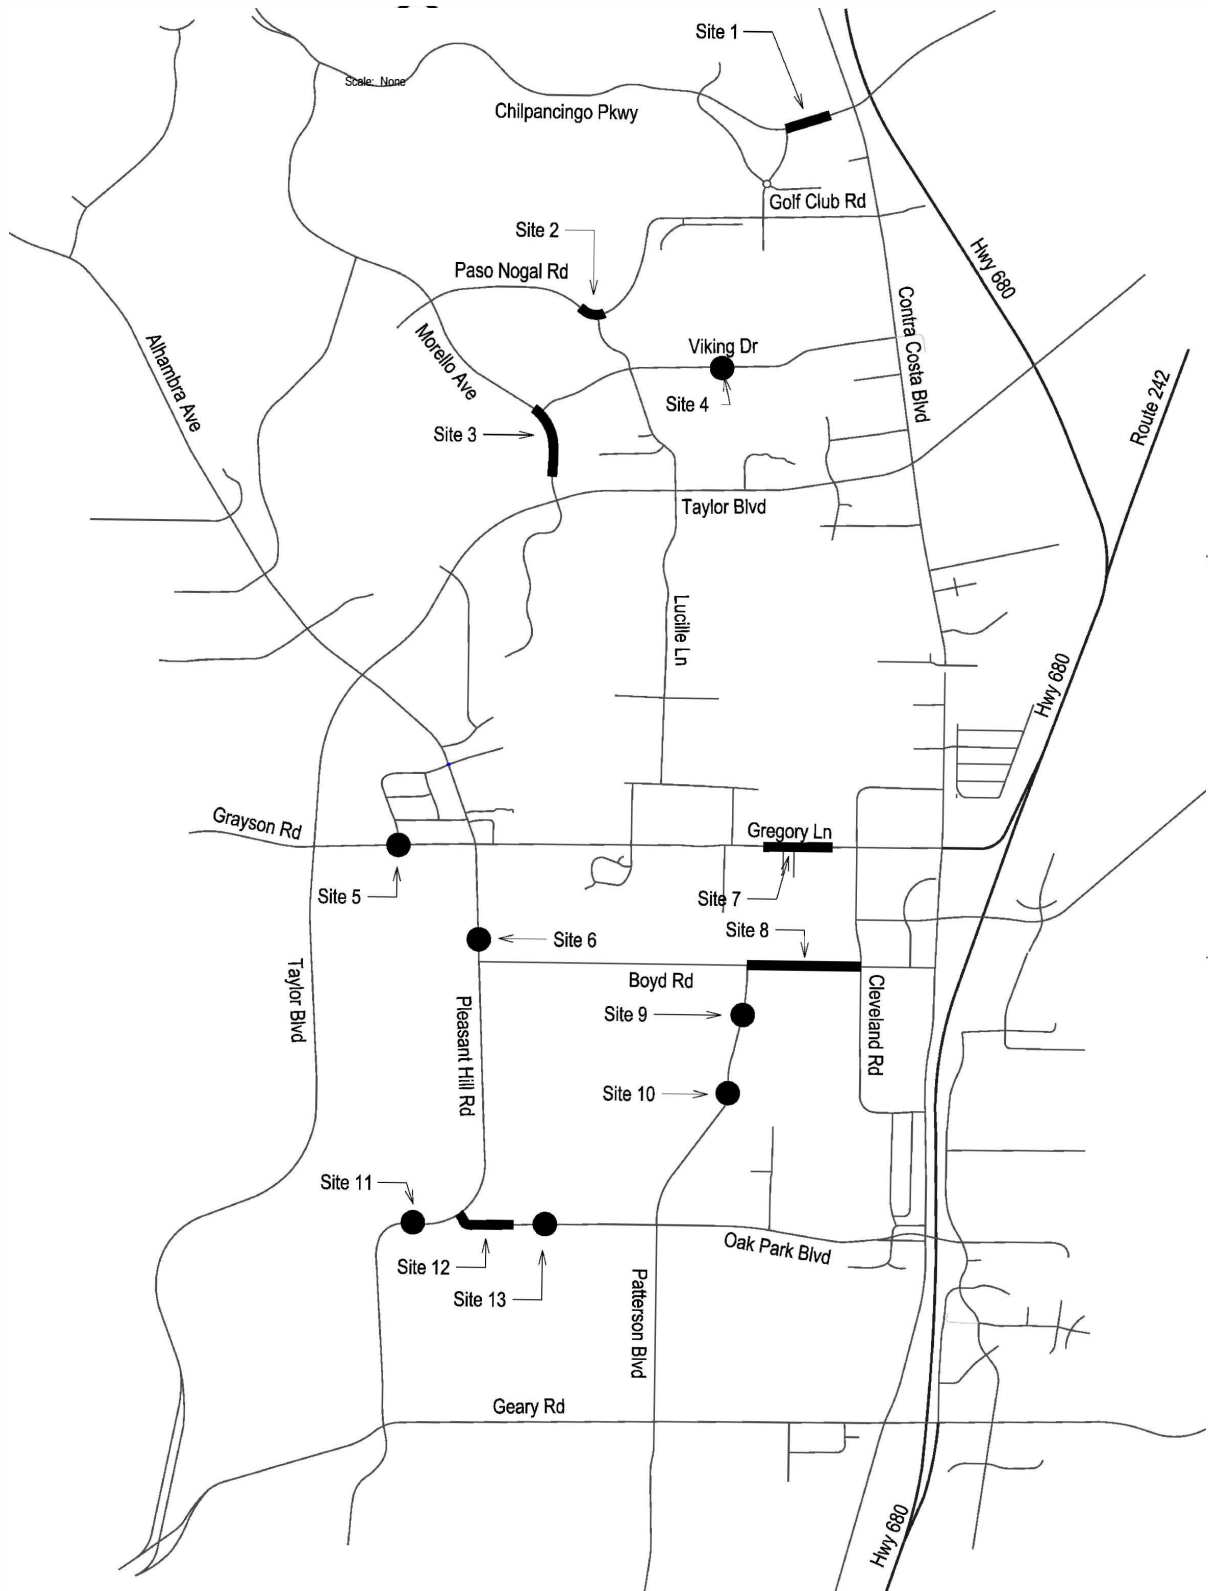 Site 1
Scale: None
Chilpancingo Pkwy
Golf Club Rd
Site 2
Hwy 680
Paso Nogal Rd
Contra Costa Blvd
Morello Ave
Alhambra Ave
Viking Dr
Route 242
Site 4
Site 3
Taylor Blvd
Lucille Ln
Hwy 680
Grayson Rd
Gregory Ln
Site 5
Site 7
Site 8
Site 6
Taylor Blvd
Boyd Rd
Cleveland Rd
Pleasant Hill Rd
Site 9
Site 10
Site 11
Oak Park Blvd
Site 12
Site 13
Patterson Blvd
Geary Rd
Hwy 680